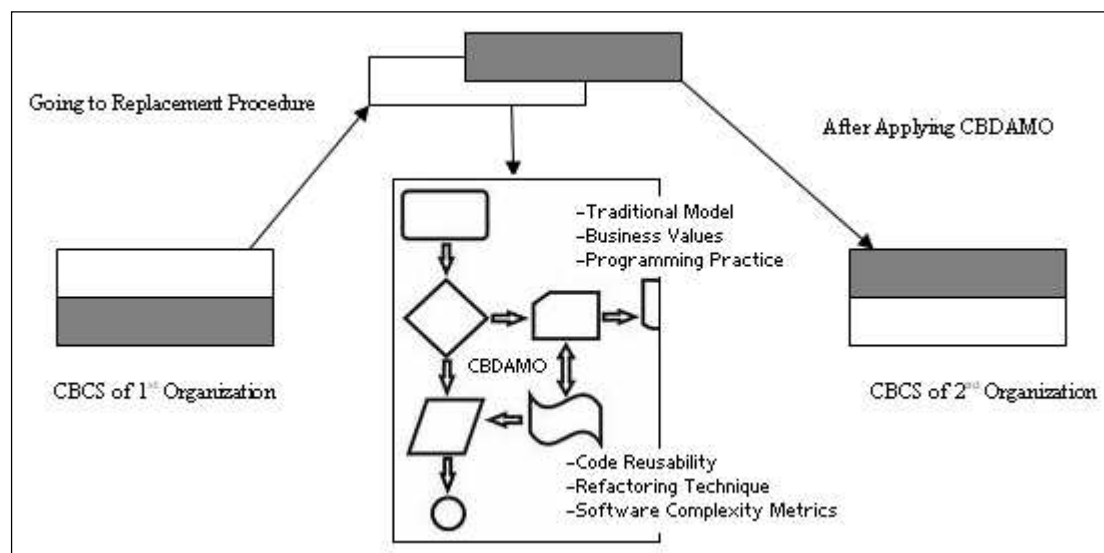 Going to Replacement Procedure
After Applying CBDAMO
-Traditional Model
-Business Values
-Programming Practice
CBDAMO
CBCS of 1st Organization
CBCS of 2nd Organization
-Code Reusability
-Refactoring Technique
-Software Complexity Metrics